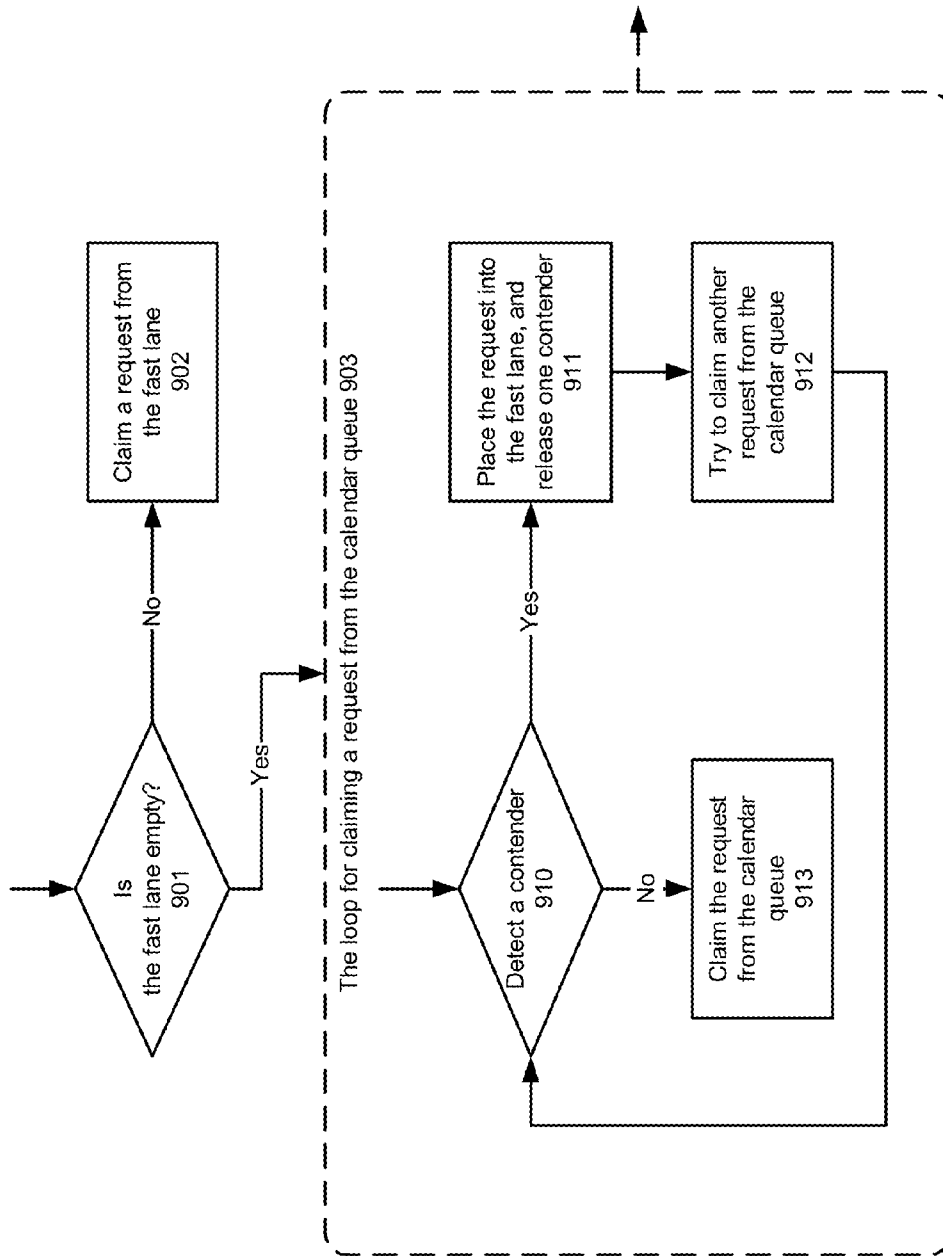 Is
the fast lane empty?
901
No
Claim a request from
the fast lane
902
Yes
The loop for claiming a request from the calendar queue 903
Detect a contender
910
Yes
Place the request into
the fast lane, and
release one contender
911
No
Claim the request
from the calendar
queue
913
Try to claim another
request from the
calendar queue
912